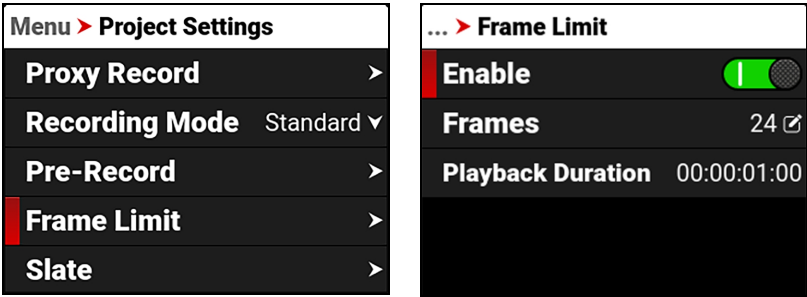 Menu ➤ Project Settings
Proxy Record
Recording Mode Standard
Pre-Record
Frame Limit
Slate
... ➤ Frame Limit
Enable
Frames 24
Playback Duration 00:00:01:00